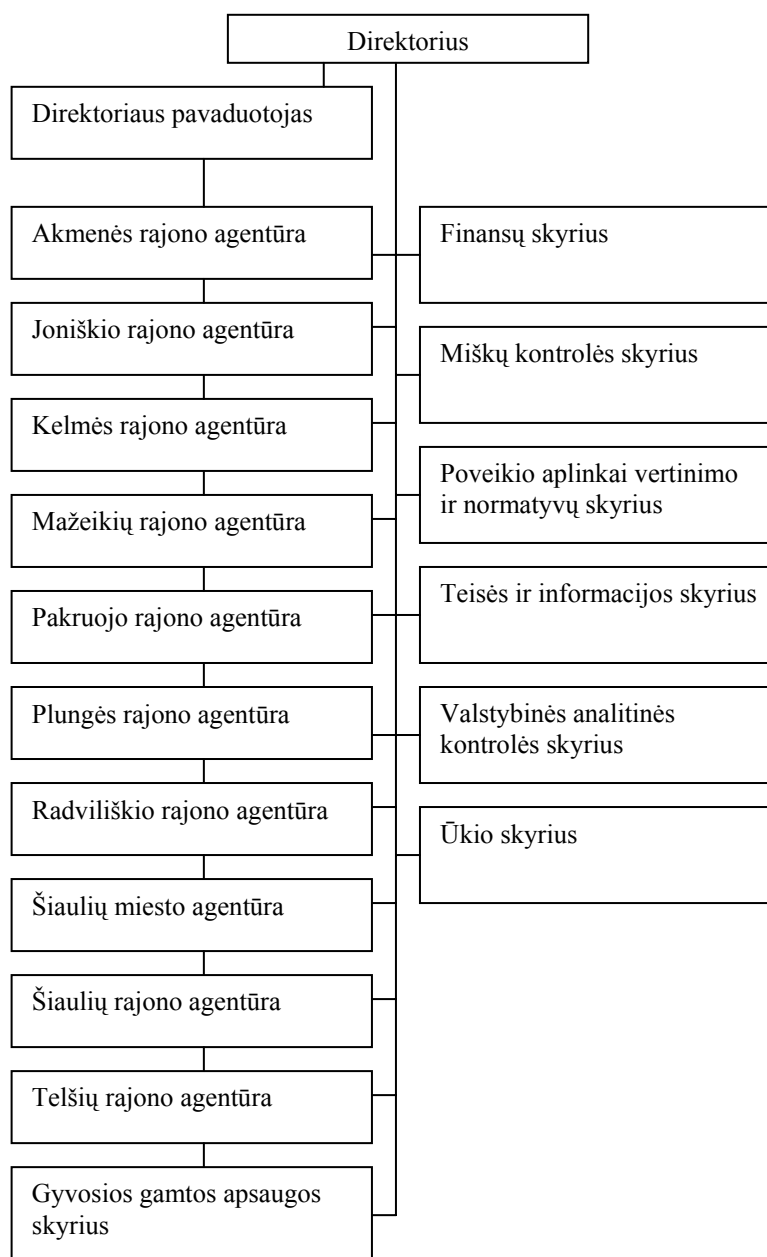 Direktorius
Direktoriaus pavaduotojas
Akmenės rajono agentūra
Joniškio rajono agentūra
Kelmės rajono agentūra
Mažeikių rajono agentūra
Pakruojo rajono agentūra
Plungės rajono agentūra
Radviliškio rajono agentūra
Šiaulių miesto agentūra
Šiaulių rajono agentūra
Telšių rajono agentūra
Gyvosios gamtos apsaugos
skyrius
Finansų skyrius
Miškų kontrolės skyrius
Poveikio aplinkai vertinimo
ir normatyvų skyrius
Teisės ir informacijos skyrius
Valstybinės analitinės
kontrolės skyrius
Ūkio skyrius